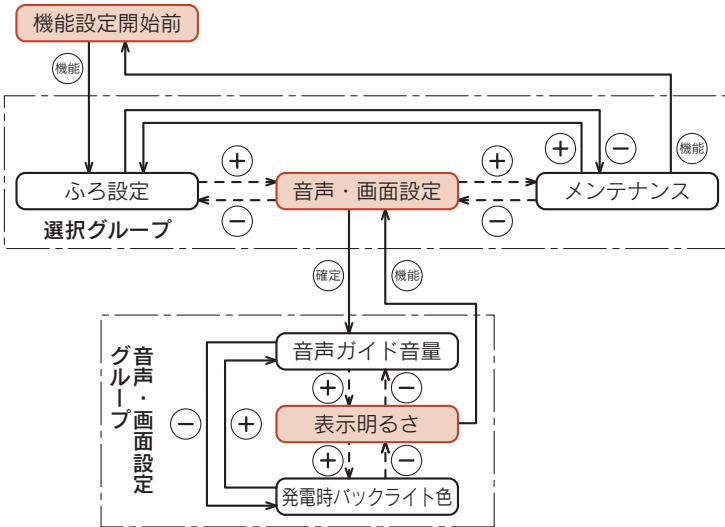 機能設定開始前
機能
＋
－
機能
ふろ設定
＋
－
音声・画面設定
＋
－
メンテナンス
選択グループ
確定
機能
音声・画面設定
グループ
音声ガイド音量
＋
－
－
＋
表示明るさ
＋
－
発電時バックライト色